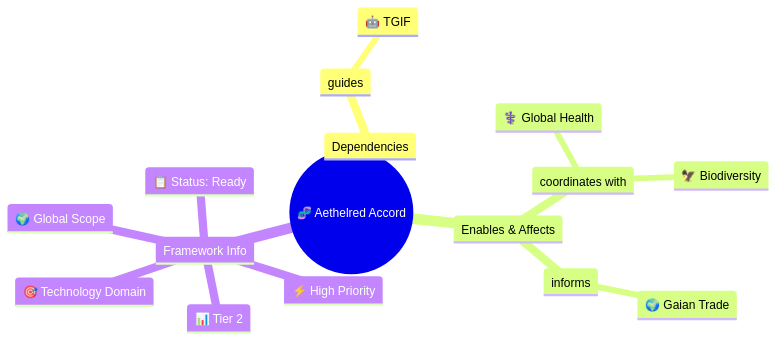 🤖 TGIF
guides
Dependencies
🧬 Aethelred Accord
⚕️ Global Health
coordinates with
🦅 Biodiversity
Enables & Affects
informs
🌍 Gaian Trade
📋 Status: Ready
🌍 Global Scope
Framework Info
🎯 Technology Domain
⚡ High Priority
📊 Tier 2